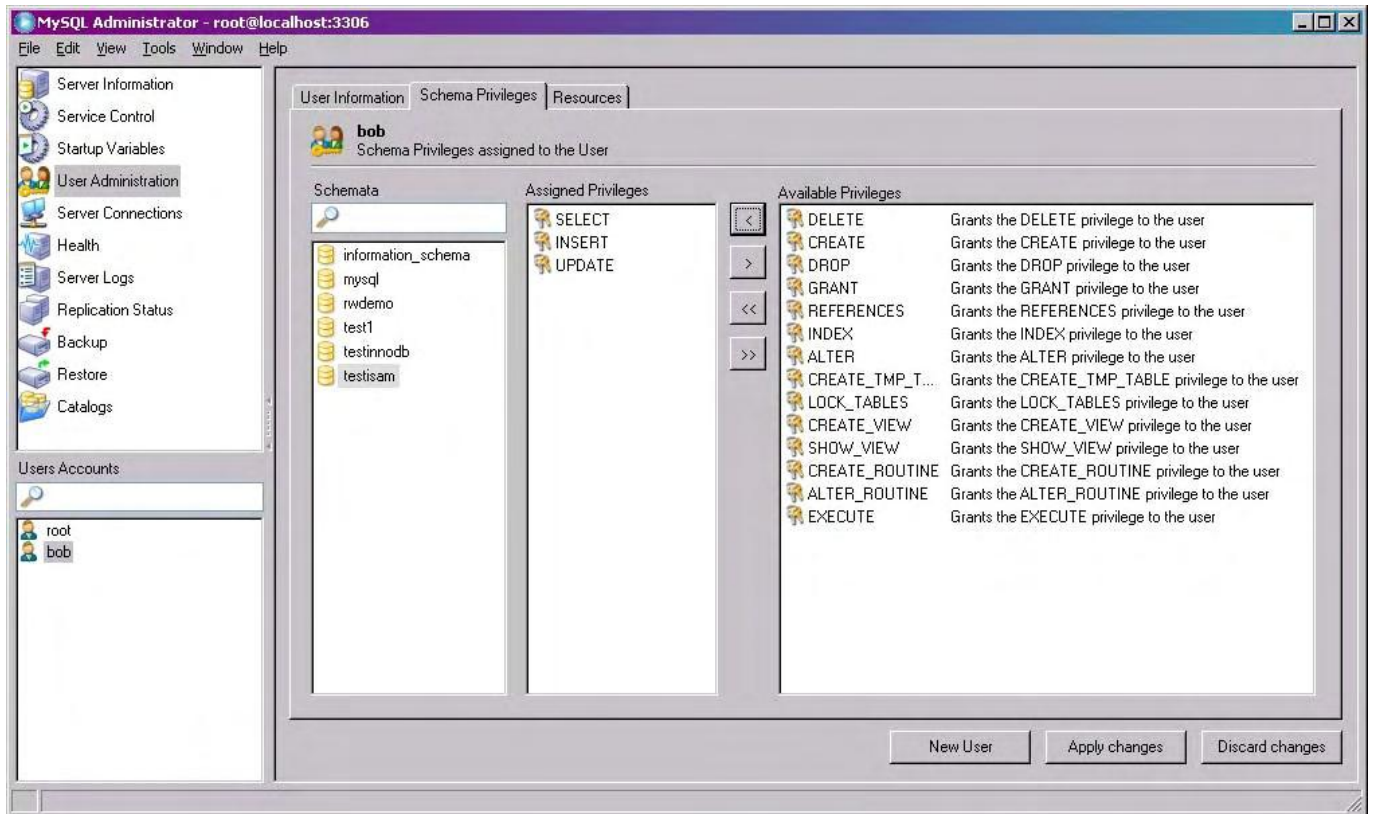 MySQL Administrator - root@localhost:3306
File Edit View Tools Window Help
Server Information
Service Control
Startup Variables
User Administration
Server Connections
Health
Server Logs
Replication Status
Backup
Restore
Catalogs
Users Accounts
root
bob
User Information Schema Privileges Resources
bob
Schema Privileges assigned to the User
Schemata
information_schema
mysql
rwdemo
test1
testinnodb
testisam
Assigned Privileges
SELECT
INSERT
UPDATE
<
>
<<
>>
Available Privileges
DELETE Grants the DELETE privilege to the user
CREATE Grants the CREATE privilege to the user
DROP Grants the DROP privilege to the user
GRANT Grants the GRANT privilege to the user
REFERENCES Grants the REFERENCES privilege to the user
INDEX Grants the INDEX privilege to the user
ALTER Grants the ALTER privilege to the user
CREATE_TMP_T... Grants the CREATE_TMP_TABLE privilege to the user
LOCK_TABLES Grants the LOCK_TABLES privilege to the user
CREATE_VIEW Grants the CREATE_VIEW privilege to the user
SHOW_VIEW Grants the SHOW_VIEW privilege to the user
CREATE_ROUTINE Grants the CREATE_ROUTINE privilege to the user
ALTER_ROUTINE Grants the ALTER_ROUTINE privilege to the user
EXECUTE Grants the EXECUTE privilege to the user
New User Apply changes Discard changes